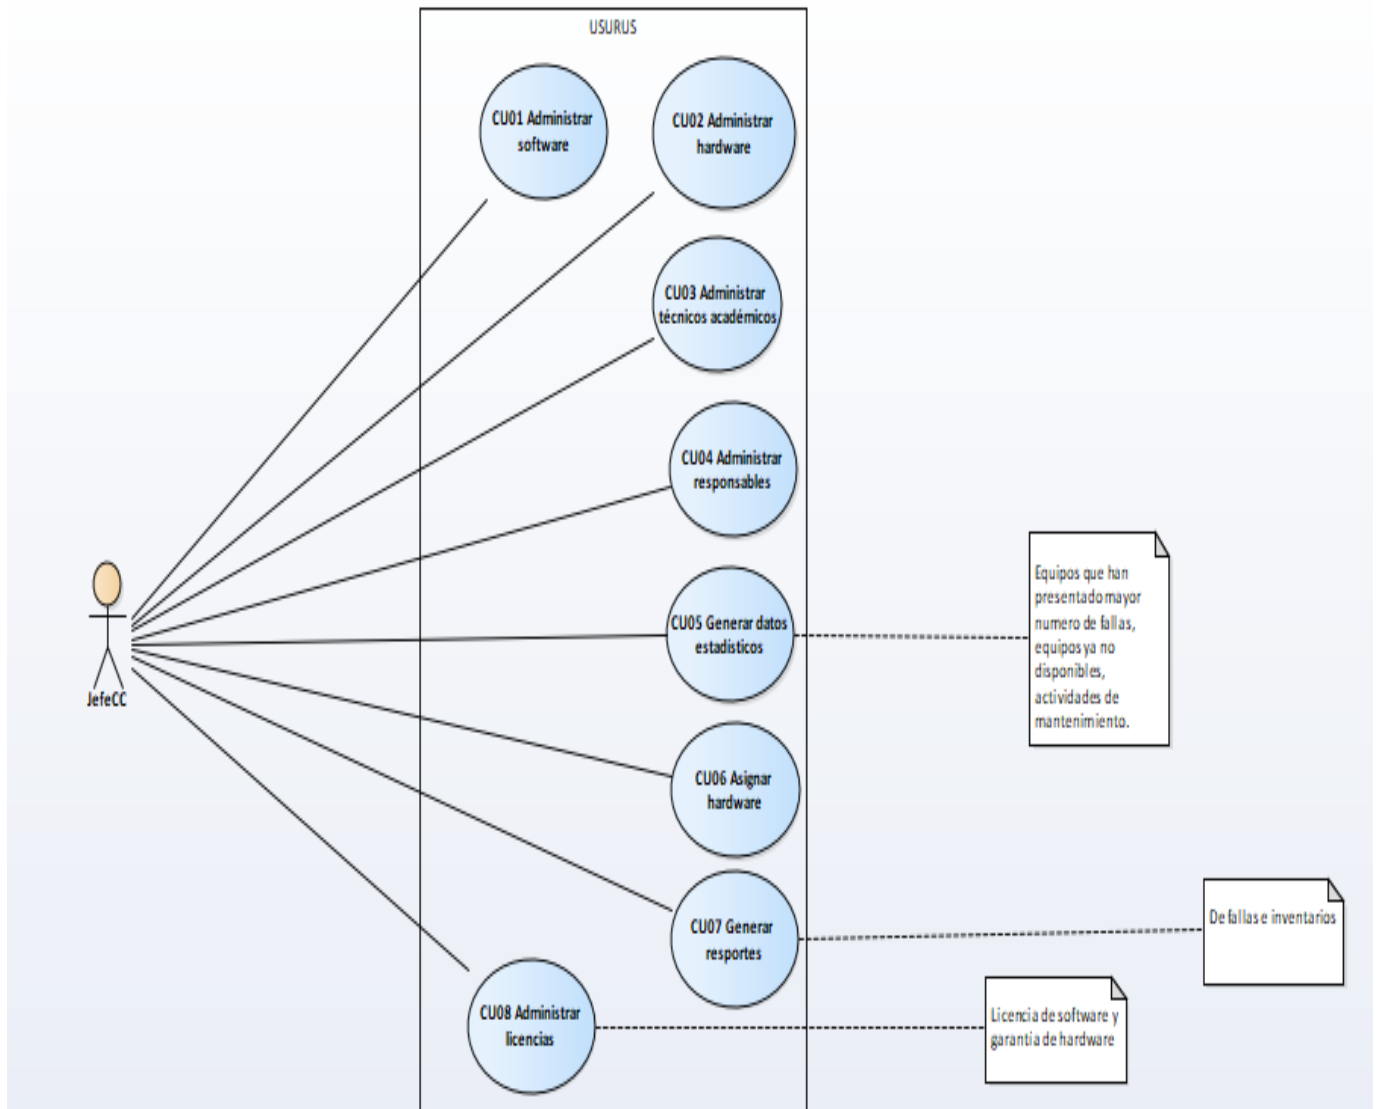 USURUS
CU01 Administrar
software
CU02 Administrar
hardware
CU03 Administrar
técnicos académicos
CU04 Administrar
responsables
CU05 Generar datos
estadísticos
Equipos que han
presentado mayor
numero de fallas,
equipos ya no
disponibles,
actividades de
mantenimiento.
JefeCC
CU06 Asignar
hardware
CU07 Generar
resportes
De fallas e inventarios
CU08 Administrar
licencias
Licencia de software y
garantia de hardware